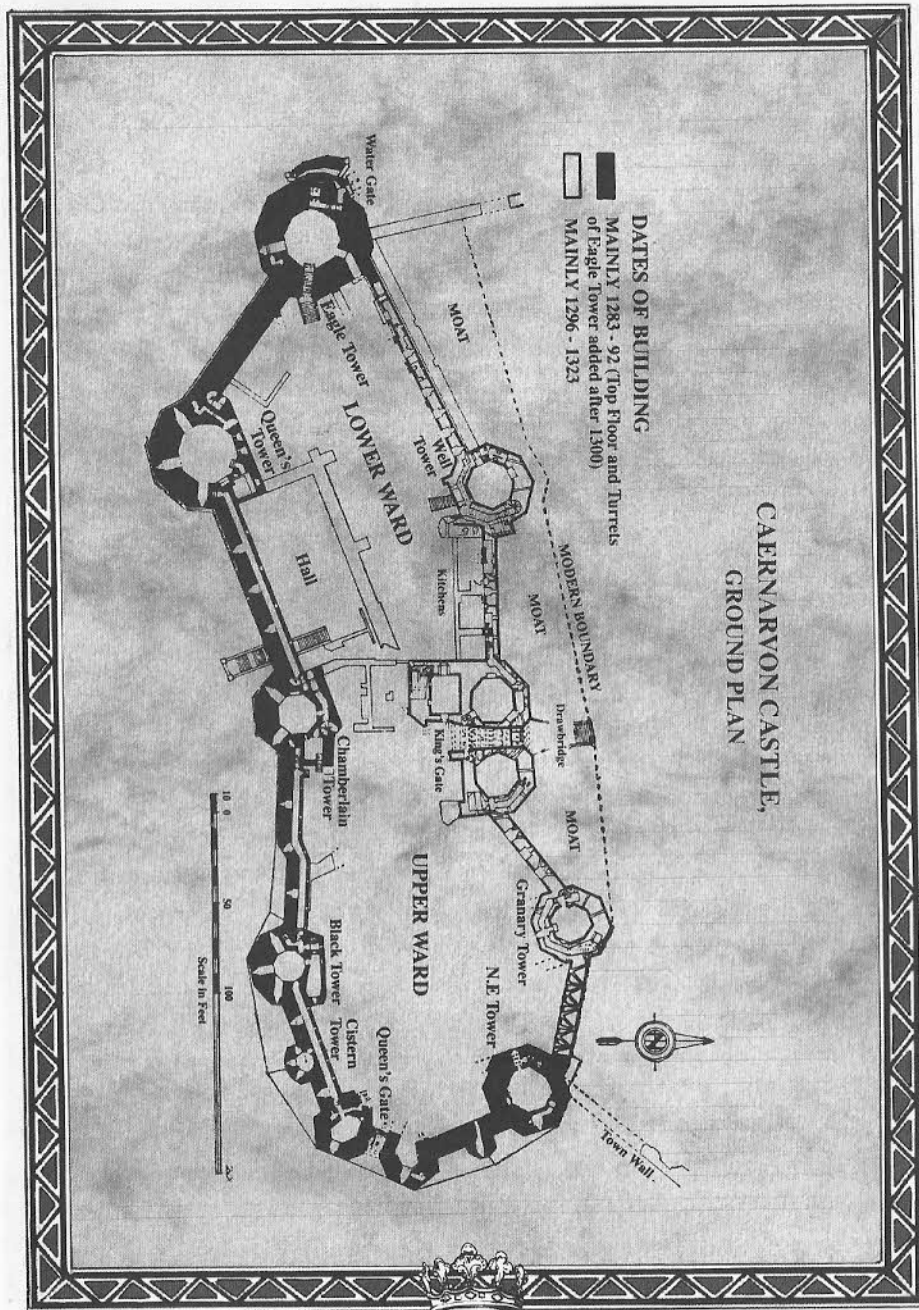 CAERNARVON CASTLE,
GROUND PLAN
DATES OF BUILDING
MAINLY 1283 - 92 (Top Floor and Turrets
of Eagle Tower added after 1300)
MAINLY 1296 - 1323
MODERN BOUNDARY
MOAT
MOAT
MOAT
Drawbridge
Town Wall.
N
Water Gate
Eagle Tower
Well
Tower
Kitchens
King's Gate
Granary Tower
N.E Tower
LOWER WARD
UPPER WARD
Queen's
Tower
Hall
Chamberlain
Tower
Black Tower
Cistern
Tower
Queen's Gate
10 0 50 100
Scale in Feet